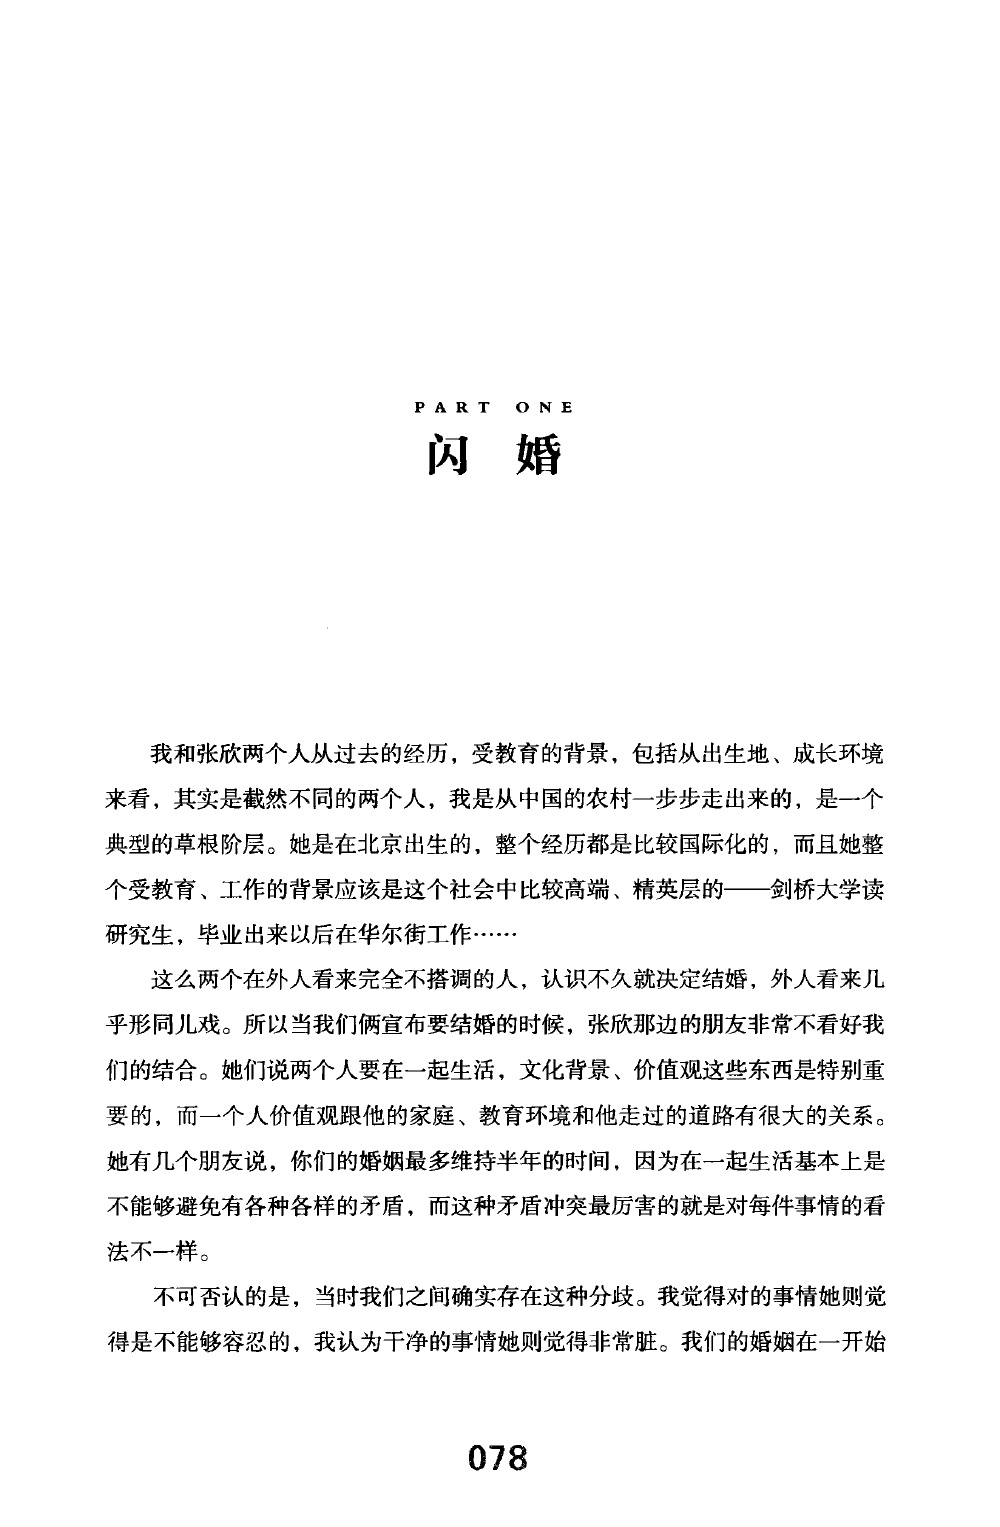 PART ONE
闪 婚
我和张欣两个人从过去的经历，受教育的背景，包括从出生地、成长环境
来看，其实是截然不同的两个人，我是从中国的农村一步步走出来的，是一个
典型的草根阶层。她是在北京出生的，整个经历都是比较国际化的，而且她整
个受教育、工作的背景应该是这个社会中比较高端、精英层的——剑桥大学读
研究生，毕业出来以后在华尔街工作……
这么两个在外人看来完全不搭调的人，认识不久就决定结婚，外人看来几
乎形同儿戏。所以当我们俩宣布要结婚的时候，张欣那边的朋友非常不看好我
们的结合。她们说两个人要在一起生活，文化背景、价值观这些东西是特别重
要的，而一个人价值观跟他的家庭、教育环境和他走过的道路有很大的关系。
她有几个朋友说，你们的婚姻最多维持半年的时间，因为在一起生活基本上是
不能够避免有各种各样的矛盾，而这种矛盾冲突最厉害的就是对每件事情的看
法不一样。
不可否认的是，当时我们之间确实存在这种分歧。我觉得对的事情她则觉
得是不能够容忍的，我认为干净的事情她则觉得非常脏。我们的婚姻在一开始
078